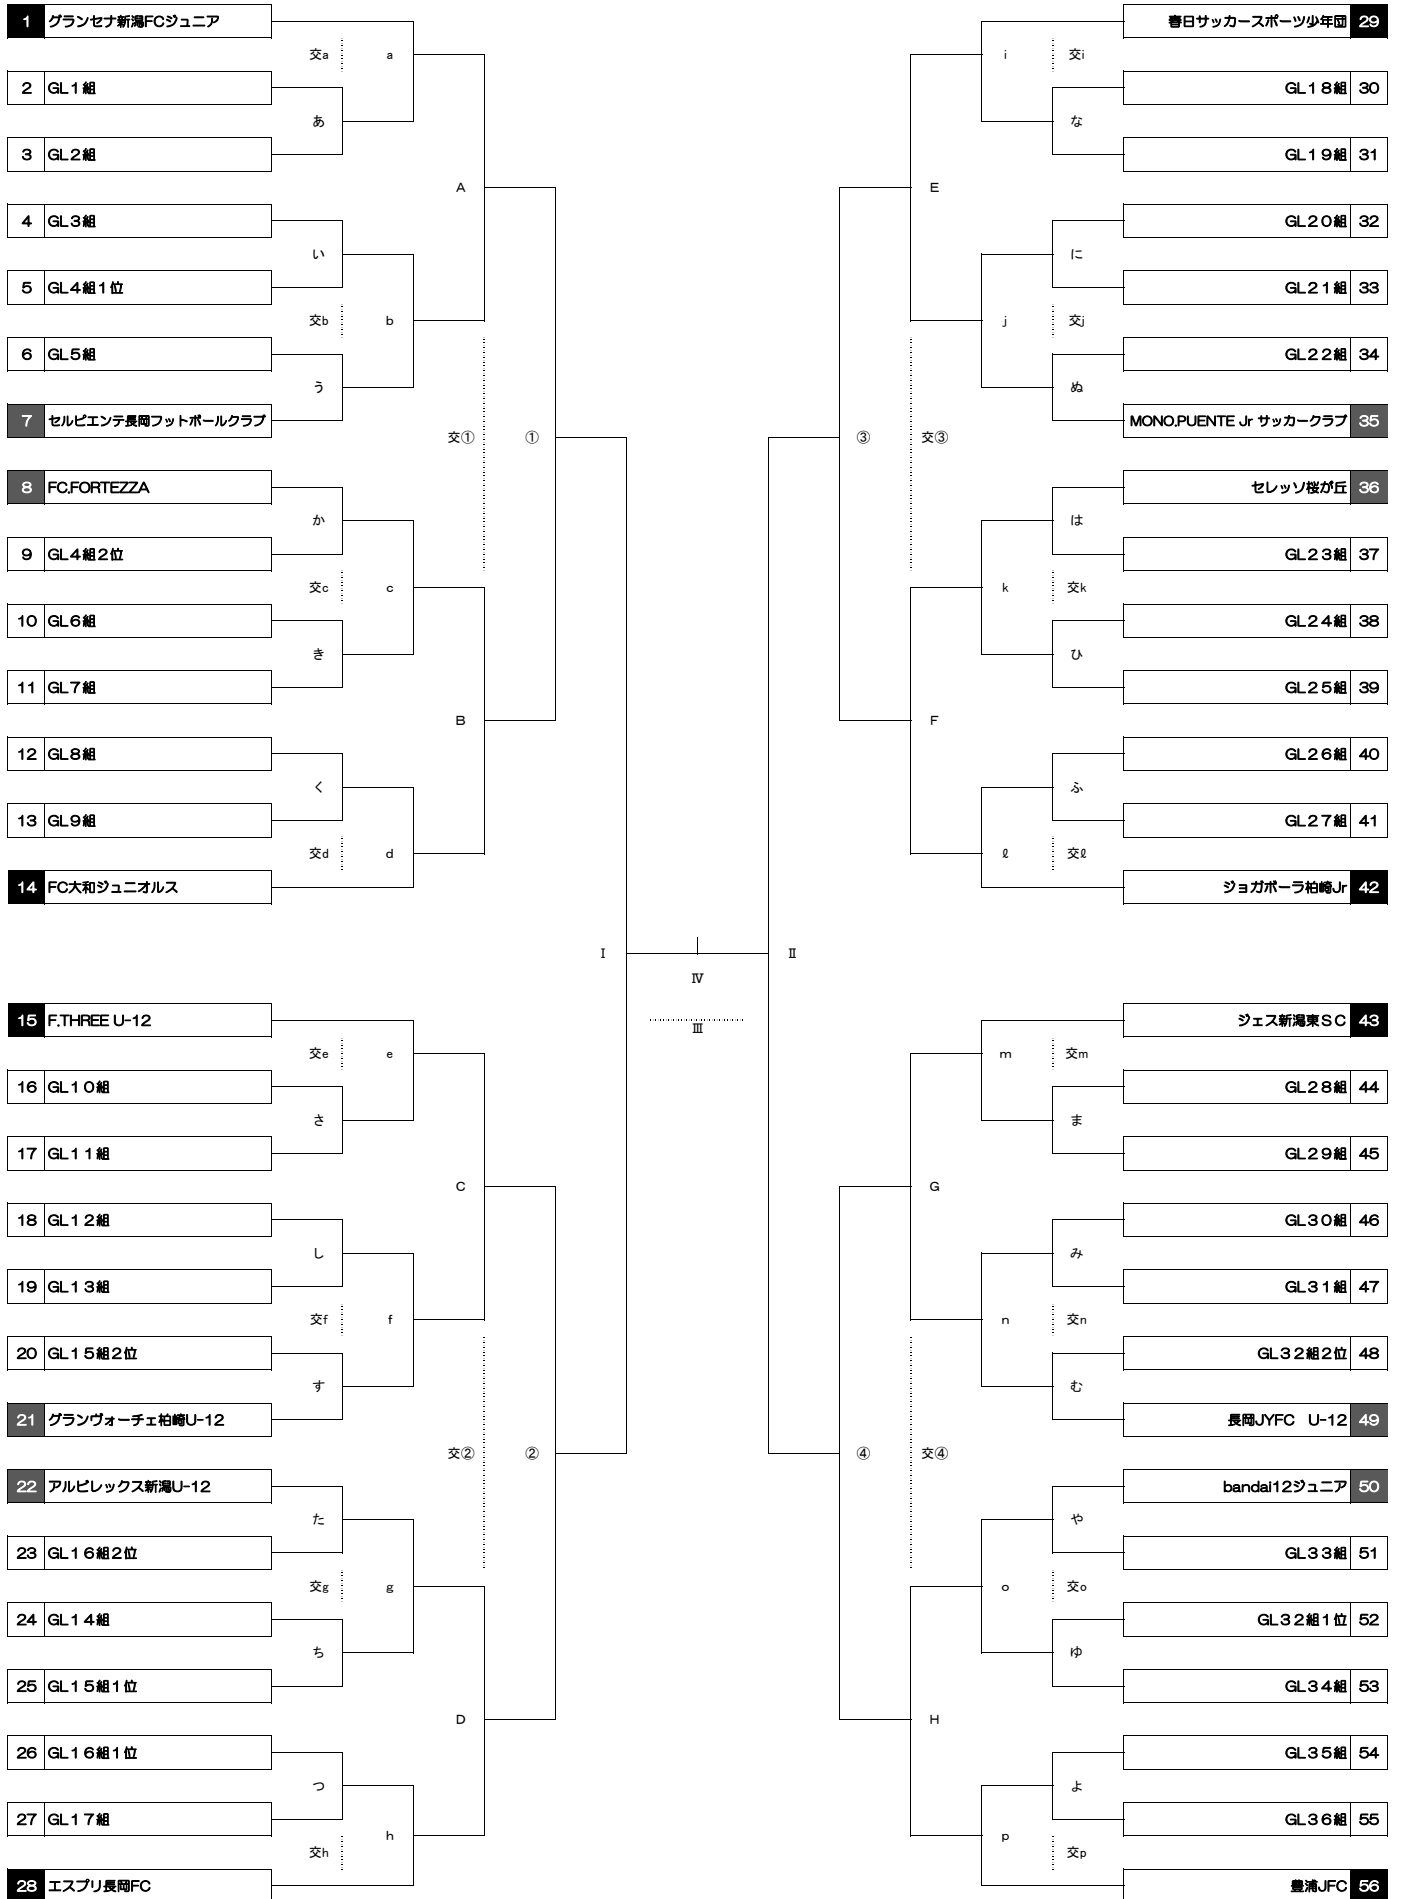 1 グランセナ新潟FCジュニア
交a a
2 GL1組
あ
3 GL2組
A
4 GL3組
い
5 GL4組1位
交b b
6 GL5組
う
7 セルピエンテ長岡フットボールクラブ
交① ①
8 FC.FORTEZZA
か
9 GL4組2位
交c c
10 GL6組
き
11 GL7組
B
12 GL8組
く
13 GL9組
交d d
14 FC大和ジュニオルス
Ⅰ
15 F.THREE U-12
交e e
16 GL10組
さ
17 GL11組
C
18 GL12組
し
19 GL13組
交f f
20 GL15組2位
す
21 グランヴォーチェ柏崎U-12
交② ②
22 アルビレックス新潟U-12
た
23 GL16組2位
交g g
24 GL14組
ち
25 GL15組1位
D
26 GL16組1位
つ
27 GL17組
交h h
28 エスプリ長岡FC
Ⅳ
Ⅲ
春日サッカースポーツ少年団 29
i 交i
GL18組 30
な
GL19組 31
E
GL20組 32
に
GL21組 33
j 交j
GL22組 34
ぬ
MONO.PUENTE Jr サッカークラブ 35
③ 交③
セレッソ桜が丘 36
は
GL23組 37
k 交k
GL24組 38
ひ
GL25組 39
F
GL26組 40
ふ
GL27組 41
ℓ 交ℓ
ジョガボーラ柏崎Jr 42
Ⅱ
ジェス新潟東SC 43
m 交m
GL28組 44
ま
GL29組 45
G
GL30組 46
み
GL31組 47
n 交n
GL32組2位 48
む
長岡JYFC　U-12 49
④ 交④
bandai12ジュニア 50
や
GL33組 51
o 交o
GL32組1位 52
ゆ
GL34組 53
H
GL35組 54
よ
GL36組 55
p 交p
豊浦JFC 56